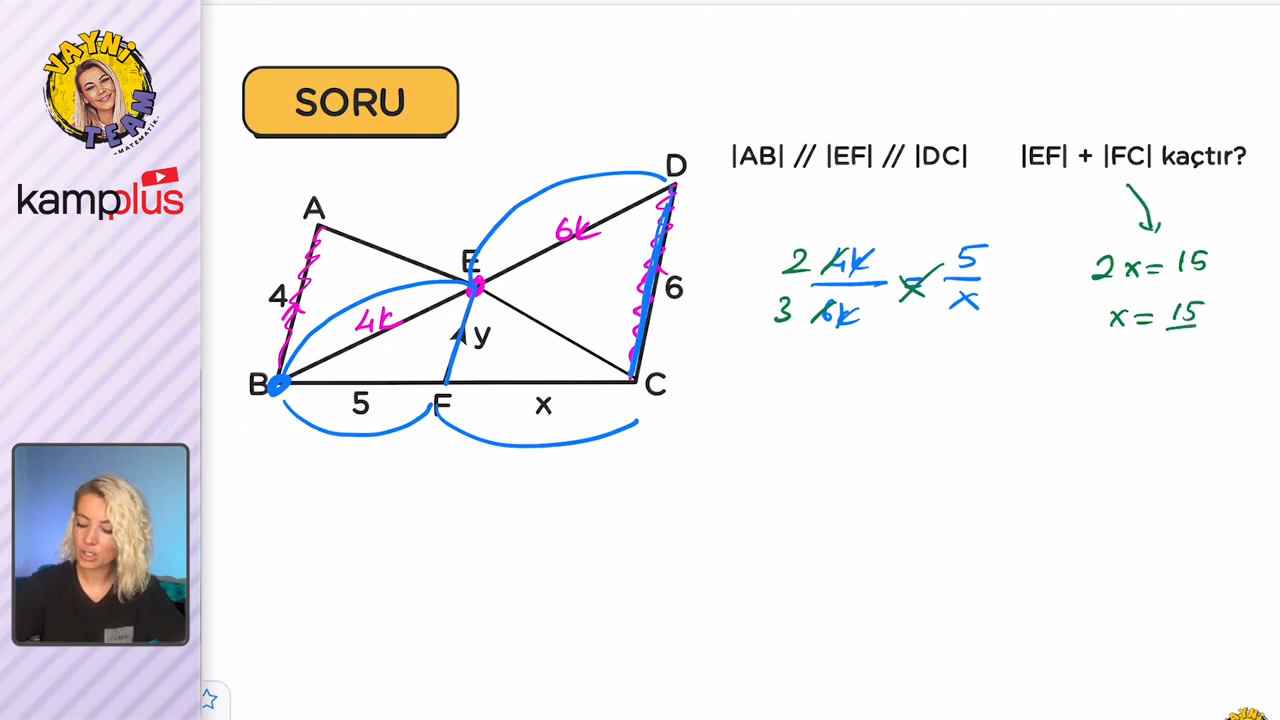 VAYNİ
TEAM
-MATEMATİK-
kampplus
SORU
|AB| // |EF| // |DC|
|EF| + |FC| kaçtır?
A
D
E
4
6k
6
4k
y
B
5
F
x
C
2 4k = 5
3 6k x
2x = 15
x = 15